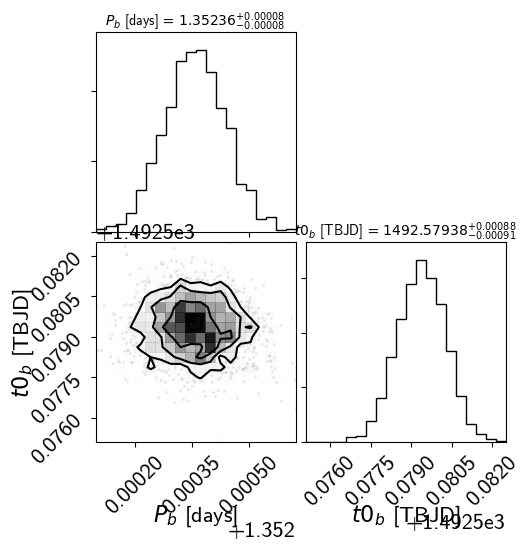 P_b [days] = 1.35236^{+0.00008}_{-0.00008}
+1.4925e3
t0_b [TBJD] = 1492.57938^{+0.00088}_{-0.00091}
0.0820
0.0805
0.0790
0.0775
0.0760
t0_b [TBJD]
0.00020
0.00035
0.00050
P_b [days]
+1.352
0.0760
0.0775
0.0790
0.0805
0.0820
t0_b [TBJD]
+1.4925e3